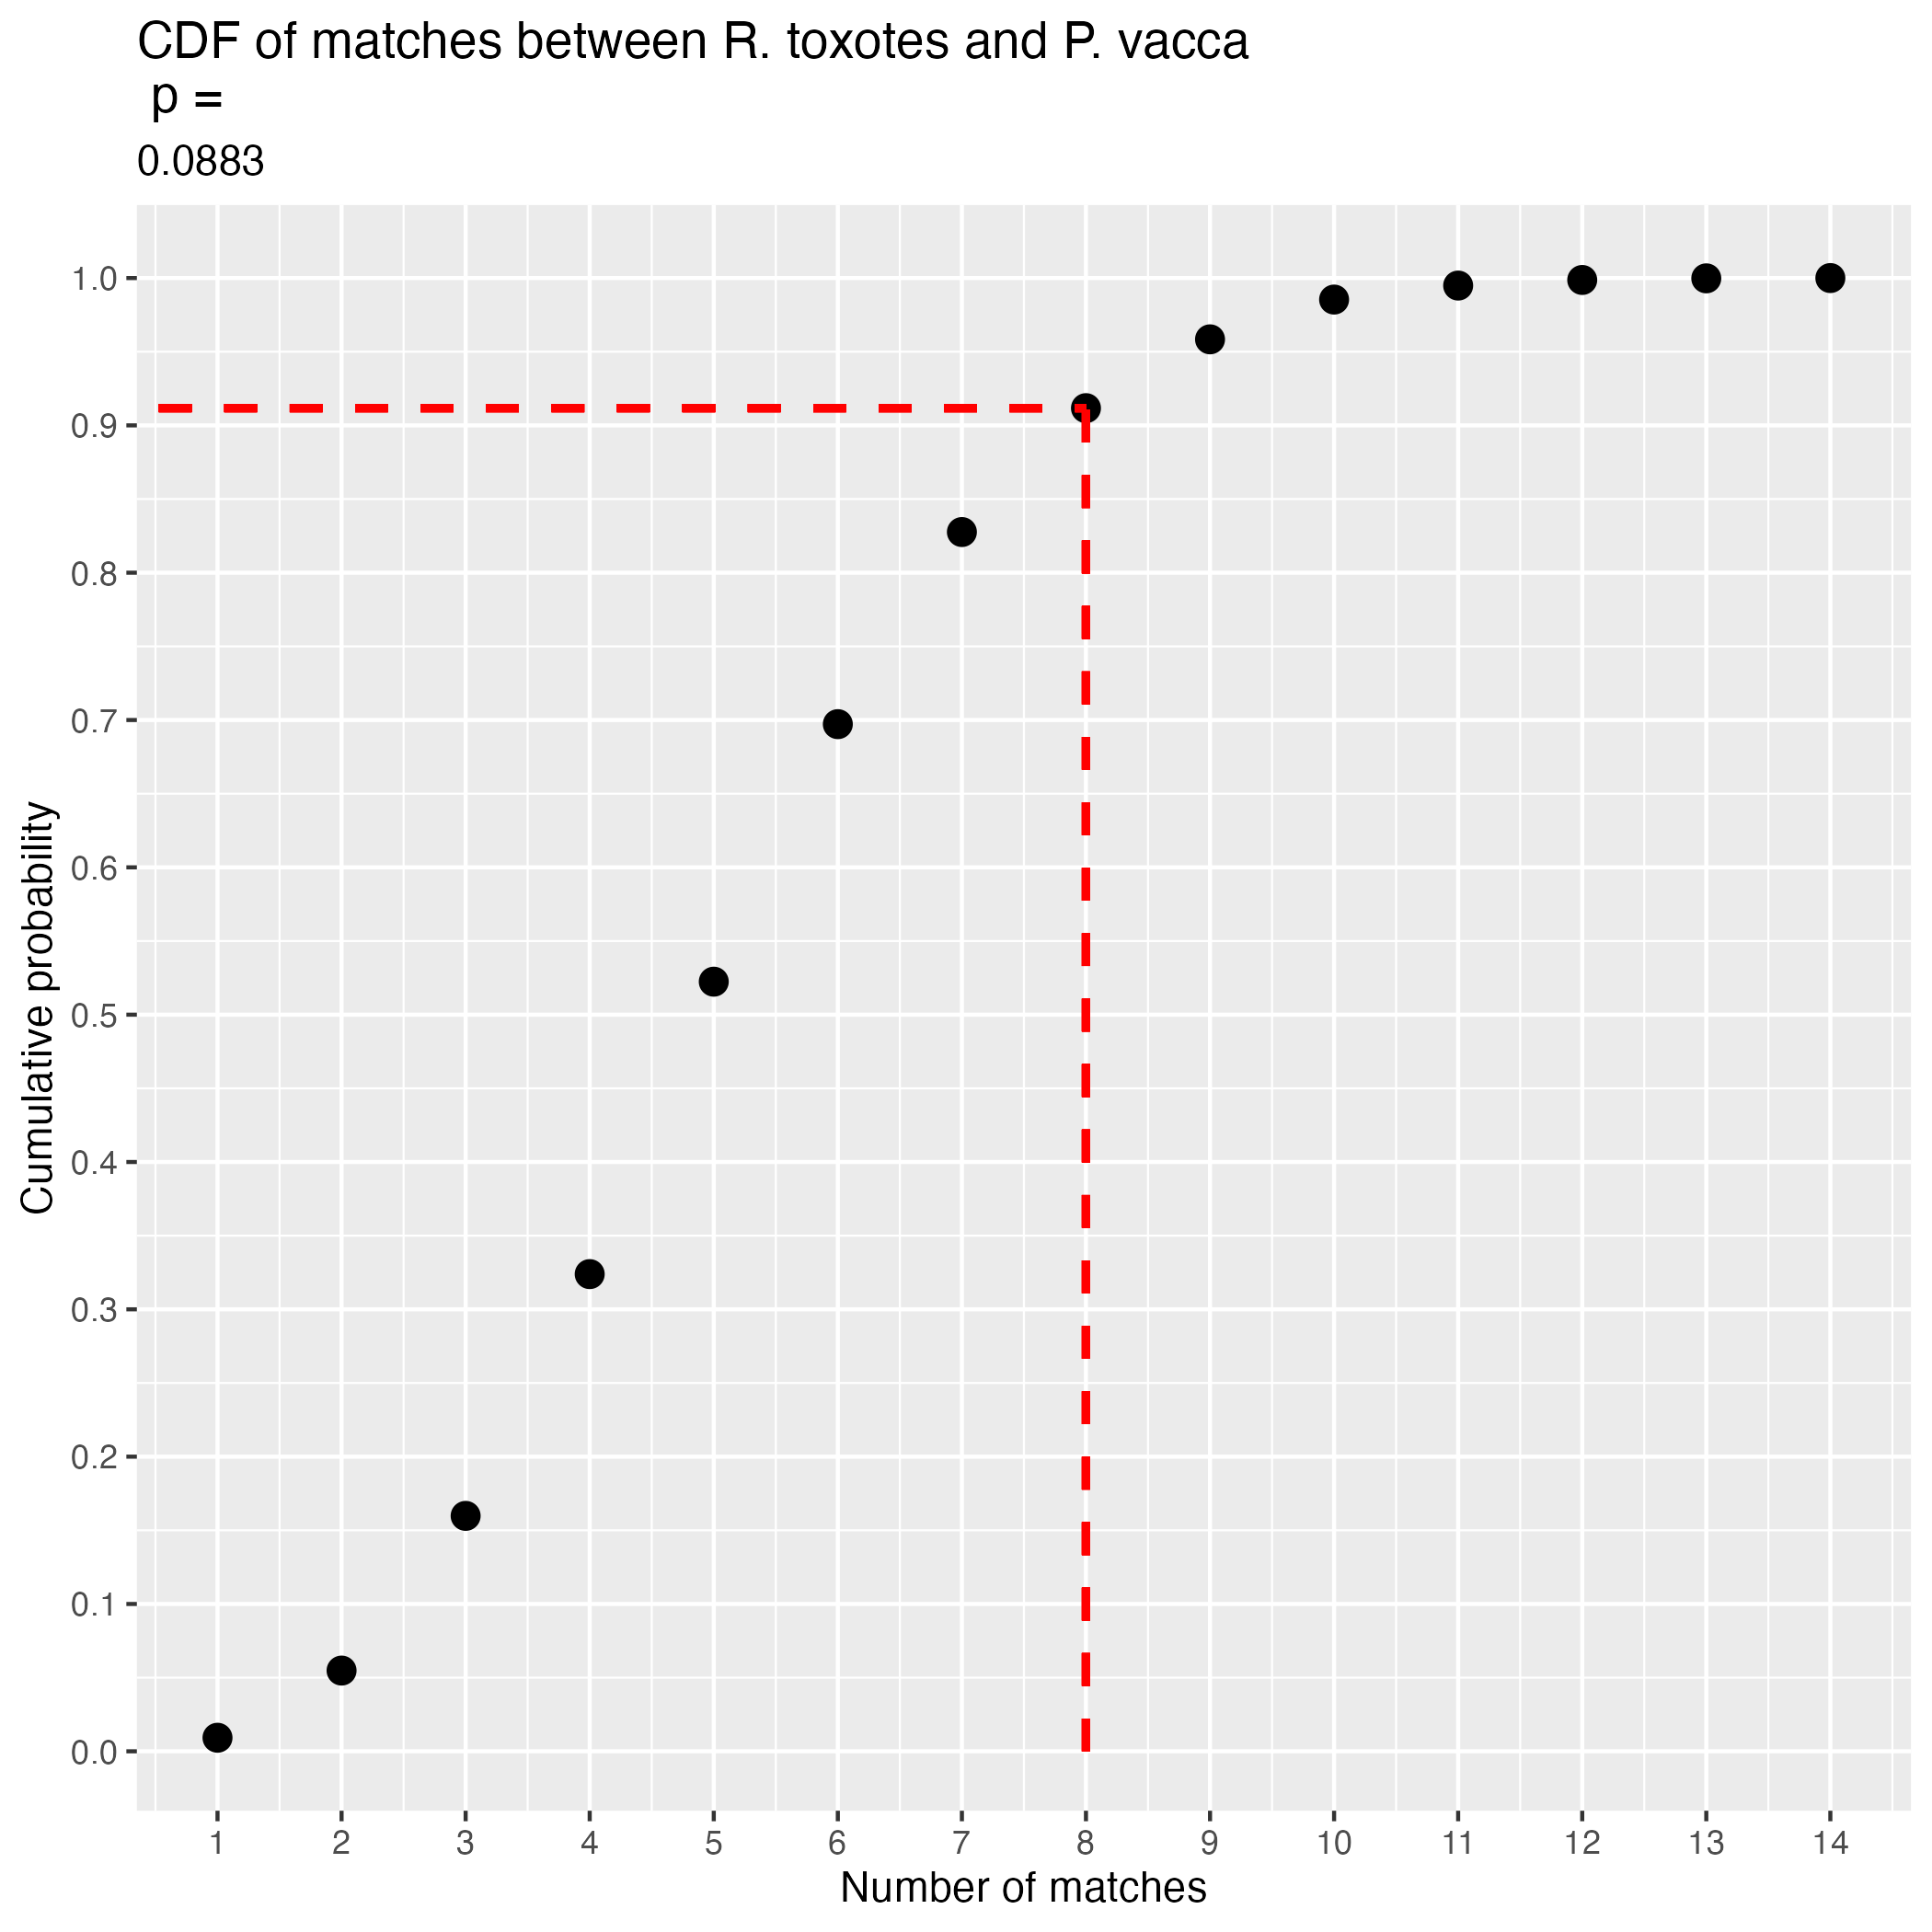 CDF of matches between R. toxotes and P. vacca
p =
0.0883
1.0
0.9
0.8
0.7
0.6
0.5
0.4
0.3
0.2
0.1
0.0
Cumulative probability
1 2 3 4 5 6 7 8 9 10 11 12 13 14
Number of matches